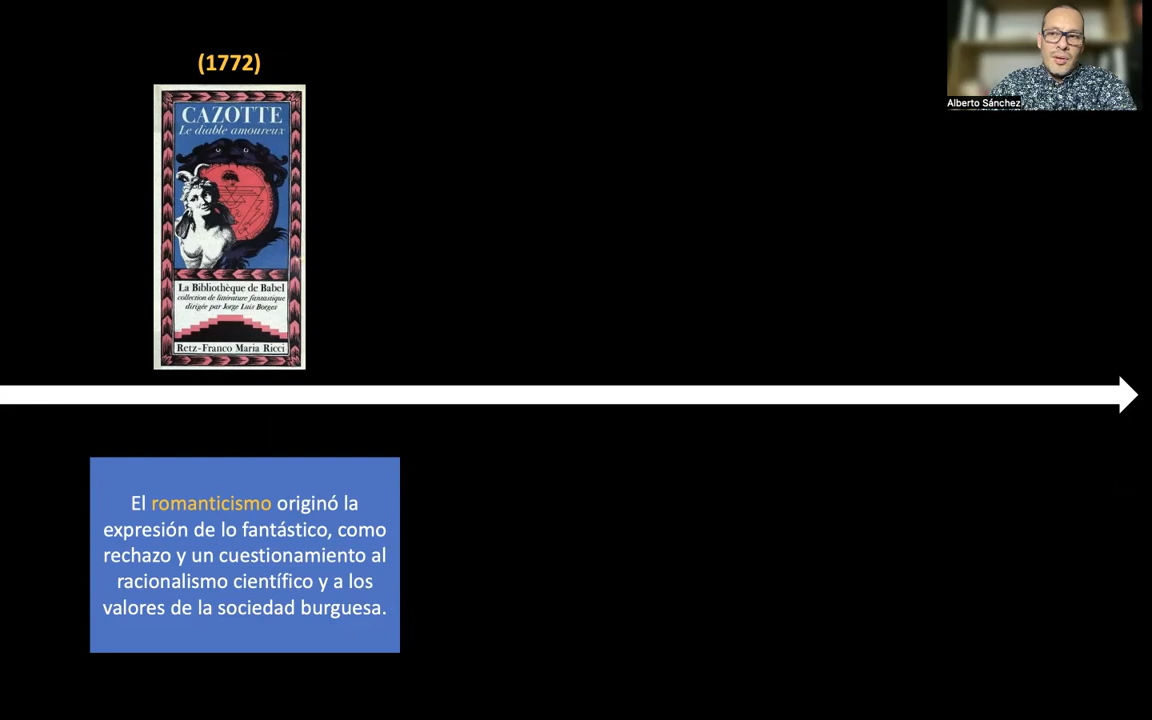 (1772)
CAZOTTE
Le diable amoureux
La Bibliothèque de Babel
collection de littérature fantastique
dirigée par Jorge Luis Borges
Retz-Franco Maria Ricci
Alberto Sánchez
El romanticismo originó la
expresión de lo fantástico, como
rechazo y un cuestionamiento al
racionalismo científico y a los
valores de la sociedad burguesa.